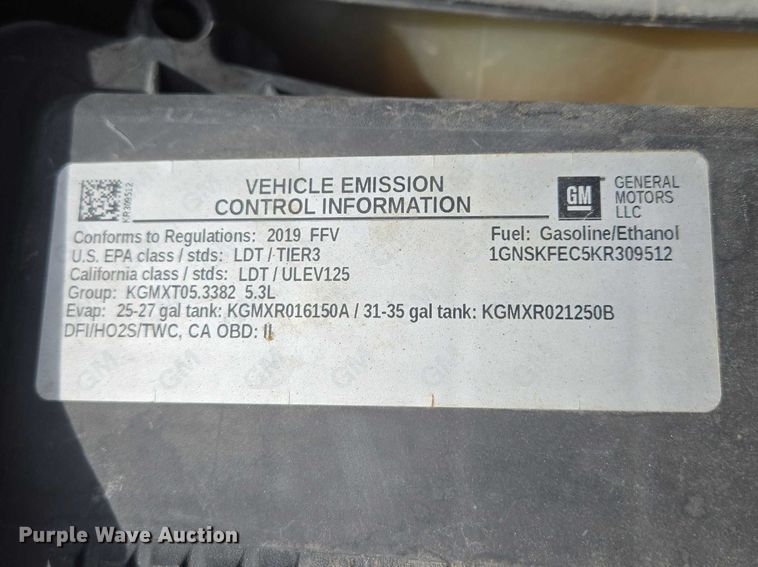 KR309512
VEHICLE EMISSION
CONTROL INFORMATION
GM
GENERAL
MOTORS
LLC
Conforms to Regulations: 2019 FFV
Fuel: Gasoline/Ethanol
U.S. EPA class / stds: LDT / TIER3
1GNSKFEC5KR309512
California class / stds: LDT / ULEV125
Group: KGMXT05.3382 5.3L
Evap: 25-27 gal tank: KGMXR016150A / 31-35 gal tank: KGMXR021250B
DFI/HO2S/TWC, CA OBD: II
Purple Wave Auction